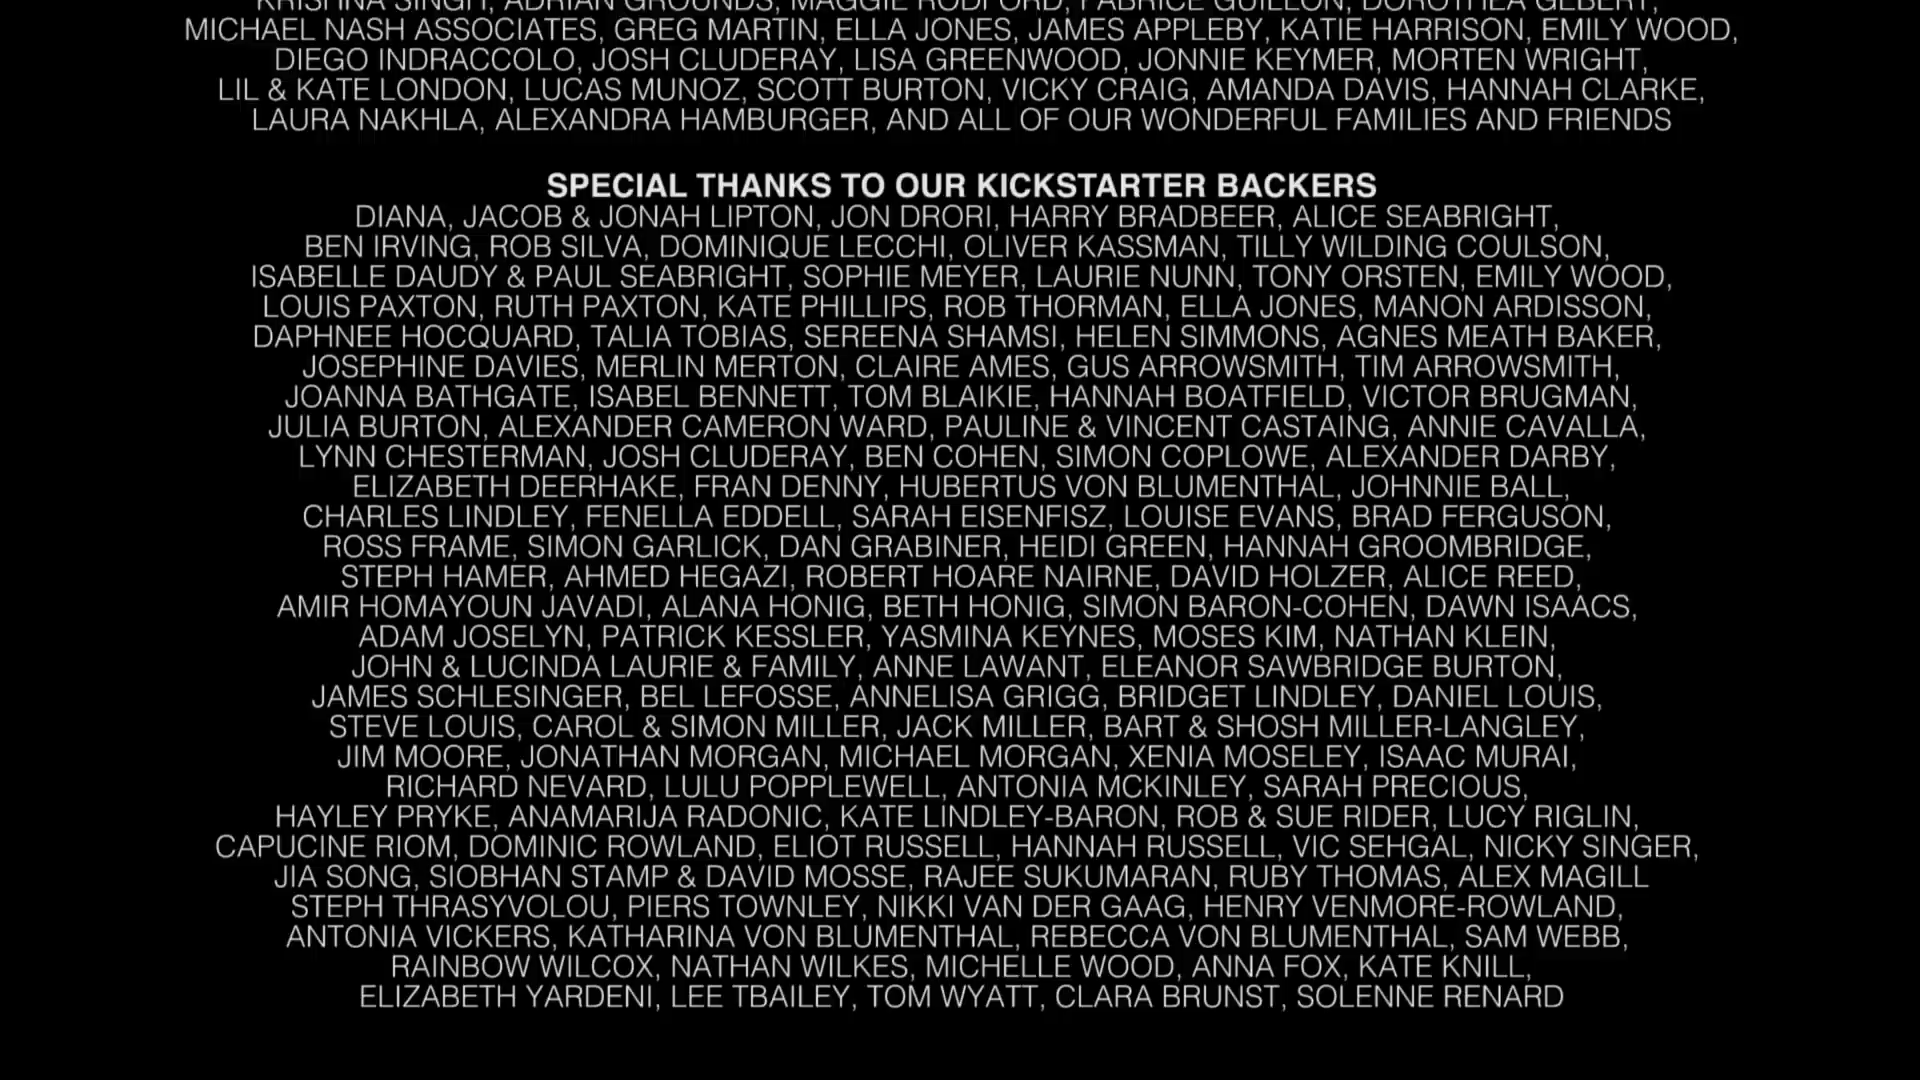 KRISHNA SINGH, ADRIAN GROUNDS, MAGGIE RODFORD, FABRICE GUILLON, DOROTHEA GEBERT,
MICHAEL NASH ASSOCIATES, GREG MARTIN, ELLA JONES, JAMES APPLEBY, KATIE HARRISON, EMILY WOOD,
DIEGO INDRACCOLO, JOSH CLUDERAY, LISA GREENWOOD, JONNIE KEYMER, MORTEN WRIGHT,
LIL & KATE LONDON, LUCAS MUNOZ, SCOTT BURTON, VICKY CRAIG, AMANDA DAVIS, HANNAH CLARKE,
LAURA NAKHLA, ALEXANDRA HAMBURGER, AND ALL OF OUR WONDERFUL FAMILIES AND FRIENDS
SPECIAL THANKS TO OUR KICKSTARTER BACKERS
DIANA, JACOB & JONAH LIPTON, JON DRORI, HARRY BRADBEER, ALICE SEABRIGHT,
BEN IRVING, ROB SILVA, DOMINIQUE LECCHI, OLIVER KASSMAN, TILLY WILDING COULSON,
ISABELLE DAUDY & PAUL SEABRIGHT, SOPHIE MEYER, LAURIE NUNN, TONY ORSTEN, EMILY WOOD,
LOUIS PAXTON, RUTH PAXTON, KATE PHILLIPS, ROB THORMAN, ELLA JONES, MANON ARDISSON,
DAPHNEE HOCQUARD, TALIA TOBIAS, SEREENA SHAMSI, HELEN SIMMONS, AGNES MEATH BAKER,
JOSEPHINE DAVIES, MERLIN MERTON, CLAIRE AMES, GUS ARROWSMITH, TIM ARROWSMITH,
JOANNA BATHGATE, ISABEL BENNETT, TOM BLAIKIE, HANNAH BOATFIELD, VICTOR BRUGMAN,
JULIA BURTON, ALEXANDER CAMERON WARD, PAULINE & VINCENT CASTAING, ANNIE CAVALLA,
LYNN CHESTERMAN, JOSH CLUDERAY, BEN COHEN, SIMON COPLOWE, ALEXANDER DARBY,
ELIZABETH DEERHAKE, FRAN DENNY, HUBERTUS VON BLUMENTHAL, JOHNNIE BALL,
CHARLES LINDLEY, FENELLA EDDELL, SARAH EISENFISZ, LOUISE EVANS, BRAD FERGUSON,
ROSS FRAME, SIMON GARLICK, DAN GRABINER, HEIDI GREEN, HANNAH GROOMBRIDGE,
STEPH HAMER, AHMED HEGAZI, ROBERT HOARE NAIRNE, DAVID HOLZER, ALICE REED,
AMIR HOMAYOUN JAVADI, ALANA HONIG, BETH HONIG, SIMON BARON-COHEN, DAWN ISAACS,
ADAM JOSELYN, PATRICK KESSLER, YASMINA KEYNES, MOSES KIM, NATHAN KLEIN,
JOHN & LUCINDA LAURIE & FAMILY, ANNE LAWANT, ELEANOR SAWBRIDGE BURTON,
JAMES SCHLESINGER, BEL LEFOSSE, ANNELISA GRIGG, BRIDGET LINDLEY, DANIEL LOUIS,
STEVE LOUIS, CAROL & SIMON MILLER, JACK MILLER, BART & SHOSH MILLER-LANGLEY,
JIM MOORE, JONATHAN MORGAN, MICHAEL MORGAN, XENIA MOSELEY, ISAAC MURAI,
RICHARD NEVARD, LULU POPPLEWELL, ANTONIA MCKINLEY, SARAH PRECIOUS,
HAYLEY PRYKE, ANAMARIJA RADONIC, KATE LINDLEY-BARON, ROB & SUE RIDER, LUCY RIGLIN,
CAPUCINE RIOM, DOMINIC ROWLAND, ELIOT RUSSELL, HANNAH RUSSELL, VIC SEHGAL, NICKY SINGER,
JIA SONG, SIOBHAN STAMP & DAVID MOSSE, RAJEE SUKUMARAN, RUBY THOMAS, ALEX MAGILL
STEPH THRASYVOLOU, PIERS TOWNLEY, NIKKI VAN DER GAAG, HENRY VENMORE-ROWLAND,
ANTONIA VICKERS, KATHARINA VON BLUMENTHAL, REBECCA VON BLUMENTHAL, SAM WEBB,
RAINBOW WILCOX, NATHAN WILKES, MICHELLE WOOD, ANNA FOX, KATE KNILL,
ELIZABETH YARDENI, LEE TBAILEY, TOM WYATT, CLARA BRUNST, SOLENNE RENARD